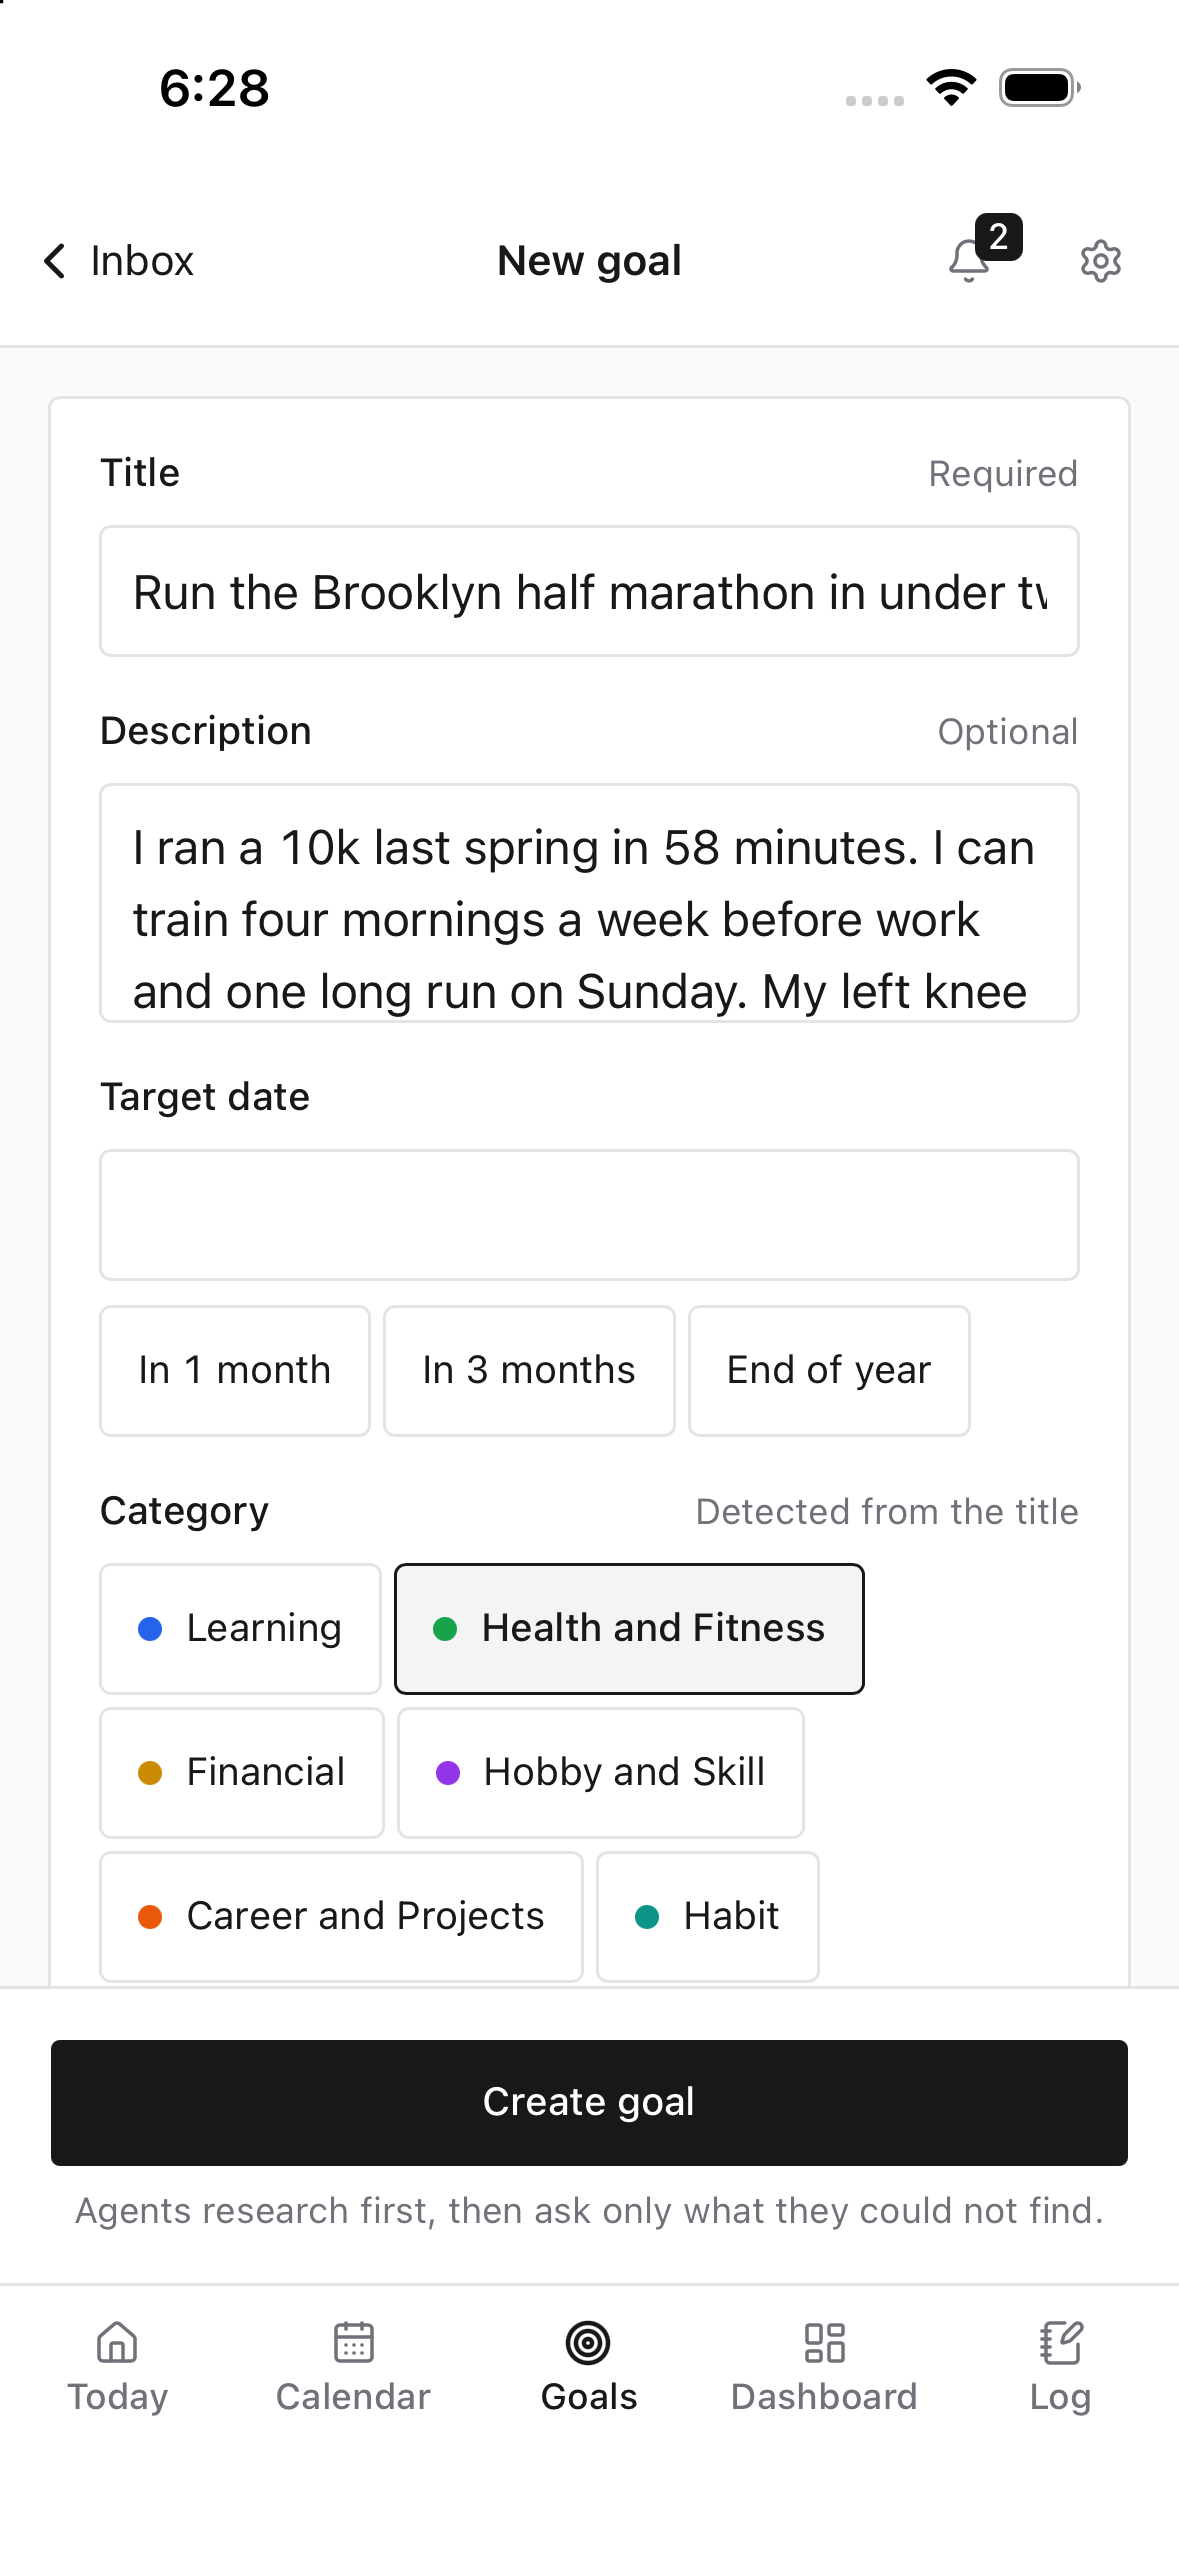 6:28
Inbox
New goal
2
Title
Required
Run the Brooklyn half marathon in under
Description
Optional
I ran a 10k last spring in 58 minutes. I can
train four mornings a week before work
and one long run on Sunday. My left knee
Target date
In 1 month
In 3 months
End of year
Category
Detected from the title
Learning
Health and Fitness
Financial
Hobby and Skill
Career and Projects
Habit
Create goal
Agents research first, then ask only what they could not find.
Today
Calendar
Goals
Dashboard
Log